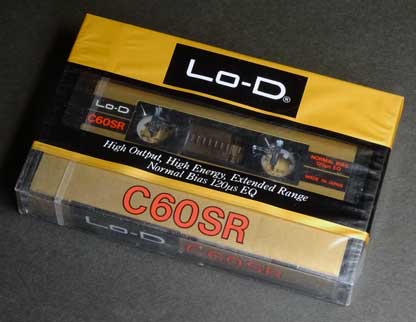 Lo-D®
Lo-D
C60SR
NORMAL BIAS
120μs EQ
MADE IN JAPAN
High Output, High Energy, Extended Range
Normal Bias 120μs EQ
C60SR
Lo-D
C60SR